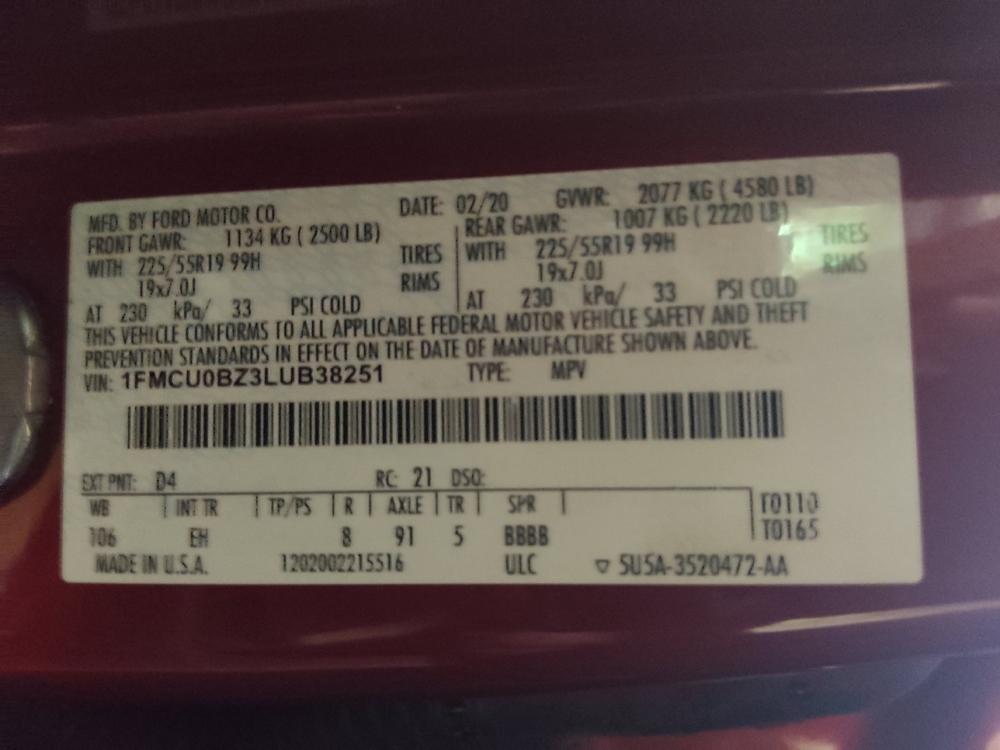 MFD. BY FORD MOTOR CO. DATE: 02/20 GVWR: 2077 KG ( 4580 LB)
FRONT GAWR: 1134 KG ( 2500 LB) REAR GAWR: 1007 KG ( 2220 LB)
WITH 225/55R19 99H TIRES WITH 225/55R19 99H TIRES
19x7.0J RIMS 19x7.0J RIMS
AT 230 kPa/ 33 PSI COLD AT 230 kPa/ 33 PSI COLD
THIS VEHICLE CONFORMS TO ALL APPLICABLE FEDERAL MOTOR VEHICLE SAFETY AND THEFT
PREVENTION STANDARDS IN EFFECT ON THE DATE OF MANUFACTURE SHOWN ABOVE.
VIN: 1FMCU0BZ3LUB38251 TYPE: MPV
EXT PNT: D4 RC: 21 DSO:
WB INT TR TP/PS R AXLE TR SPR T0110
106 EH 8 91 5 BBBB T0165
MADE IN U.S.A. 1202002215516 ULC ▽ SU5A-3520472-AA